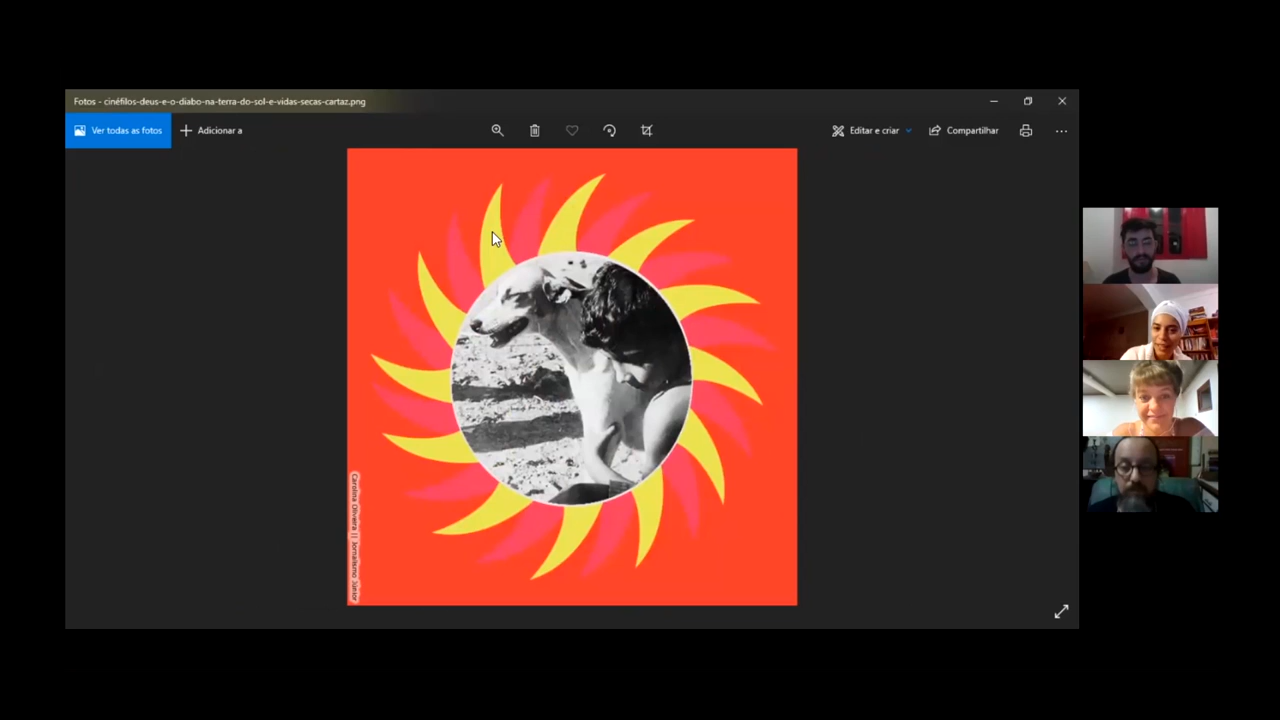 Fotos - cinéfilos-deus-e-o-diabo-na-terra-do-sol-e-vidas-secas-cartaz.png
Ver todas as fotos
Adicionar a
Editar e criar
Compartilhar
Carolina Oliveira || Jornalismo Júnior